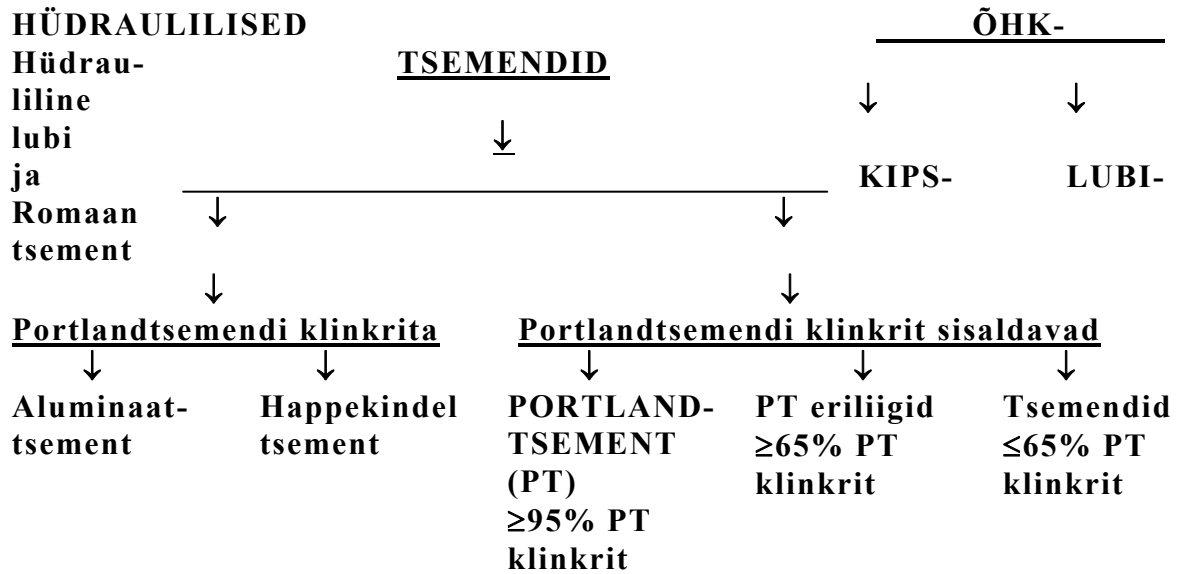 HÜDRAULILISED ÕHK-
Hüdrau- TSEMENDID
liline ↓ ↓
lubi ↓
ja KIPS- LUBI-
Romaan ↓ ↓
tsement
↓ ↓
Portlandtsemendi klinkrita Portlandtsemendi klinkrit sisaldavad
↓ ↓ ↓ ↓ ↓
Aluminaat- Happekindel PORTLAND- PT eriliigid Tsemendid
tsement tsement TSEMENT ≥65% PT ≤65% PT
(PT) klinkrit klinkrit
≥95% PT
klinkrit